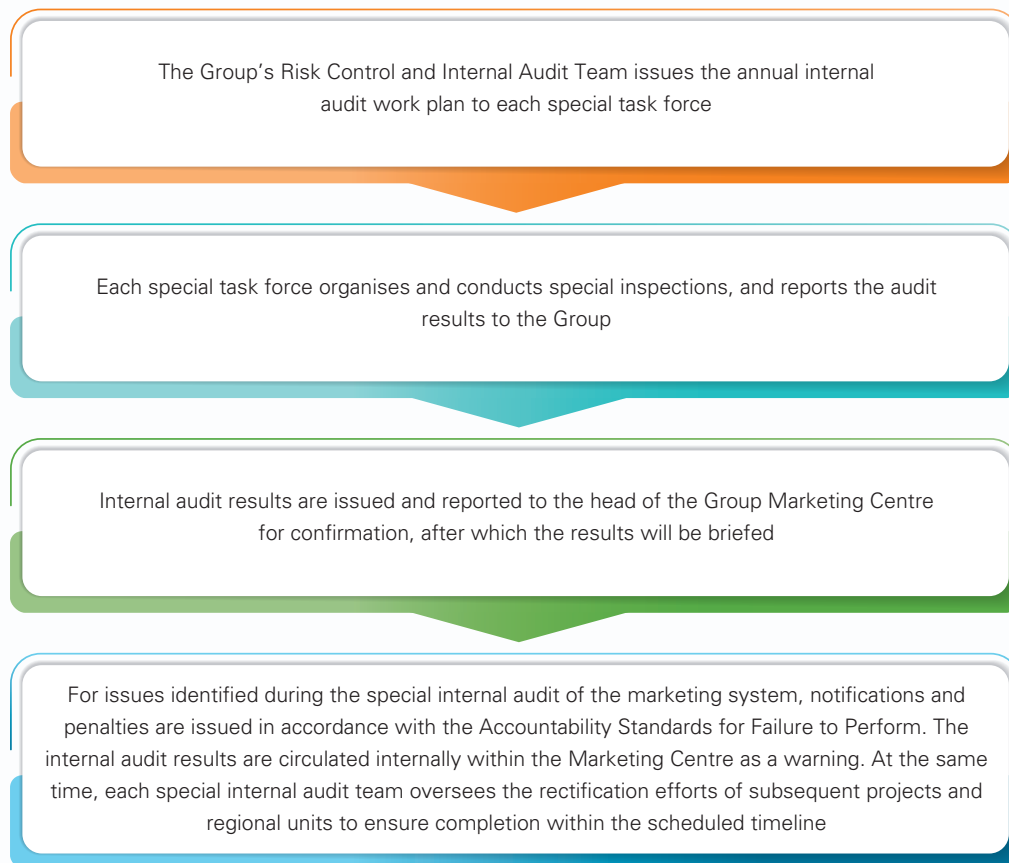 The Group’s Risk Control and Internal Audit Team issues the annual internal
audit work plan to each special task force
Each special task force organises and conducts special inspections, and reports the audit
results to the Group
Internal audit results are issued and reported to the head of the Group Marketing Centre
for confirmation, after which the results will be briefed
For issues identified during the special internal audit of the marketing system, notifications and
penalties are issued in accordance with the Accountability Standards for Failure to Perform. The
internal audit results are circulated internally within the Marketing Centre as a warning. At the same
time, each special internal audit team oversees the rectification efforts of subsequent projects and
regional units to ensure completion within the scheduled timeline